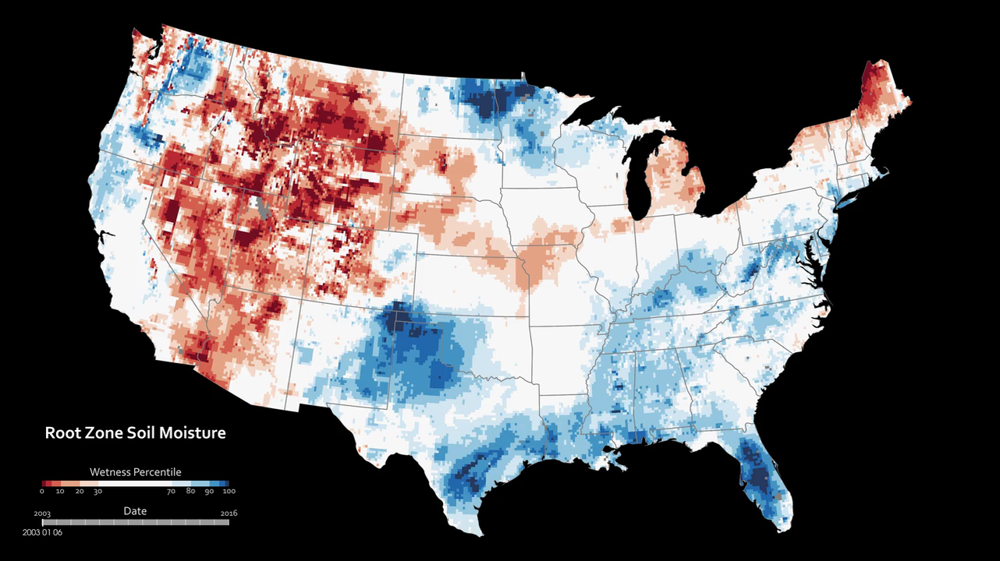 Root Zone Soil Moisture
Wetness Percentile
0 10 20 30 70 80 90 100
Date
2003 2016
2003 01 06